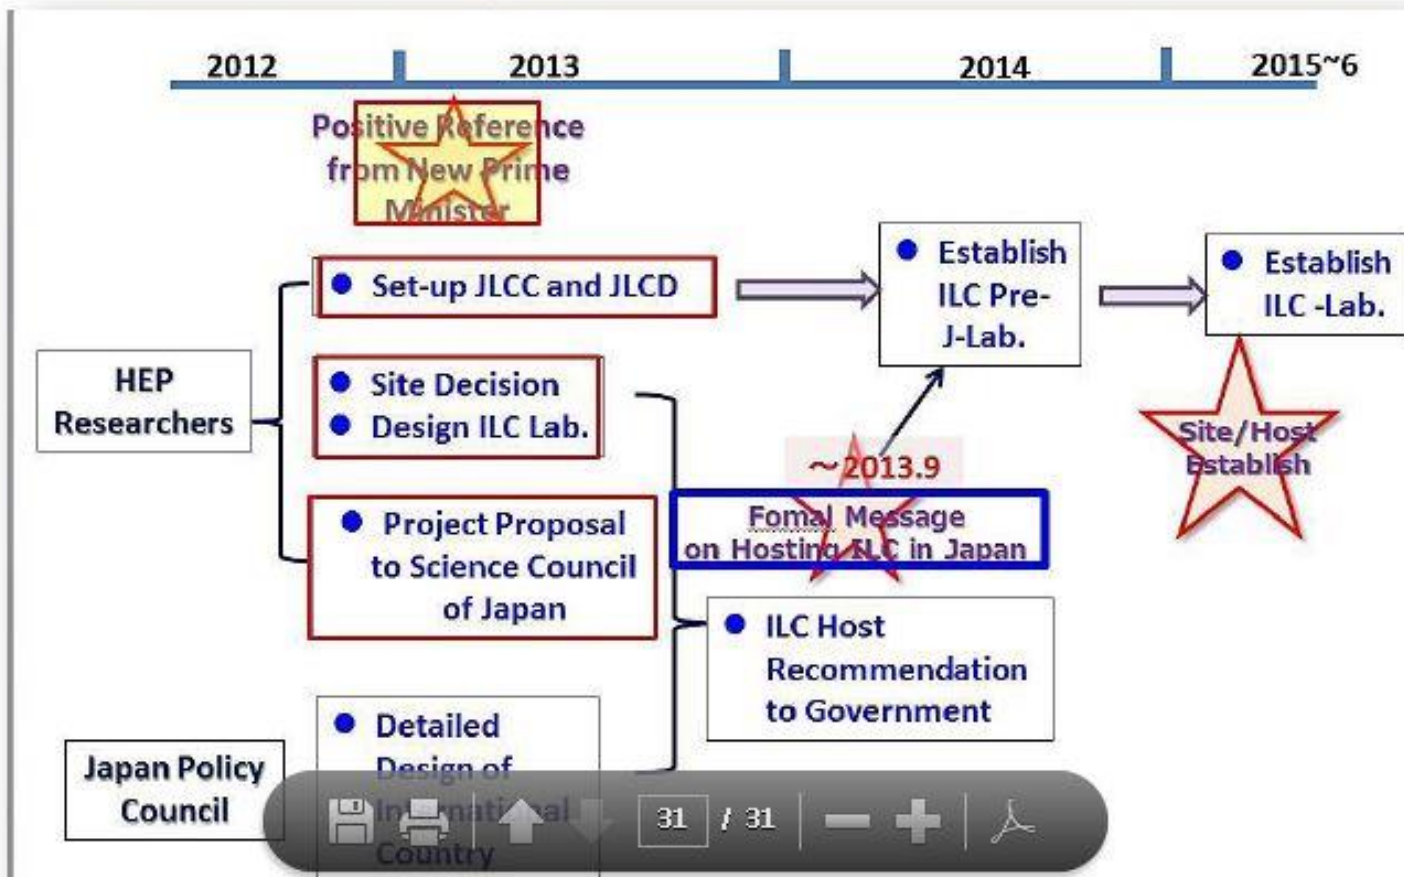 2012
2013
2014
2015~6
Positive Reference
from New Prime
Minister
● Set-up JLCC and JLCD
● Establish
ILC Pre-
J-Lab.
● Establish
ILC -Lab.
HEP
Researchers
● Site Decision
● Design ILC Lab.
Site/Host
Establish
~2013.9
Fomal Message
on Hosting ILC in Japan
● Project Proposal
to Science Council
of Japan
● ILC Host
Recommendation
to Government
Japan Policy
Council
● Detailed
Design of
International
Country
31 / 31